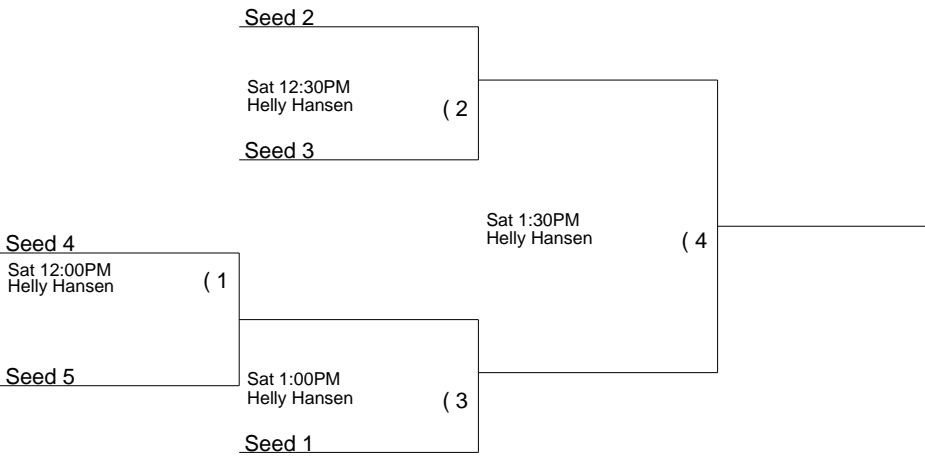 Seed 2
Sat 12:30PM
Helly Hansen
( 2
Seed 3
Sat 1:30PM
Helly Hansen
( 4
Seed 4
Sat 12:00PM
Helly Hansen
( 1
Seed 5
Sat 1:00PM
Helly Hansen
( 3
Seed 1